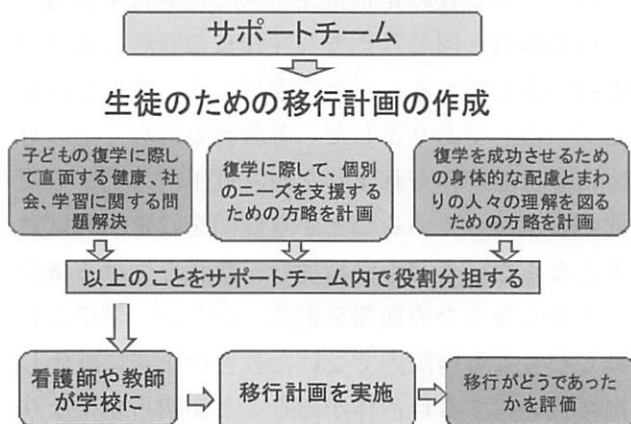 サポートチーム
生徒のための移行計画の作成
子どもの復学に際し
て直面する健康、社
会、学習に関する問
題解決
復学に際して、個別
のニーズを支援する
ための方略を計画
復学を成功させるため
の身体的な配慮とまわ
りの人々の理解を図る
ための方略を計画
以上のことをサポートチーム内で役割分担する
看護師や教師
が学校に
移行計画を実施
移行がどうであった
かを評価